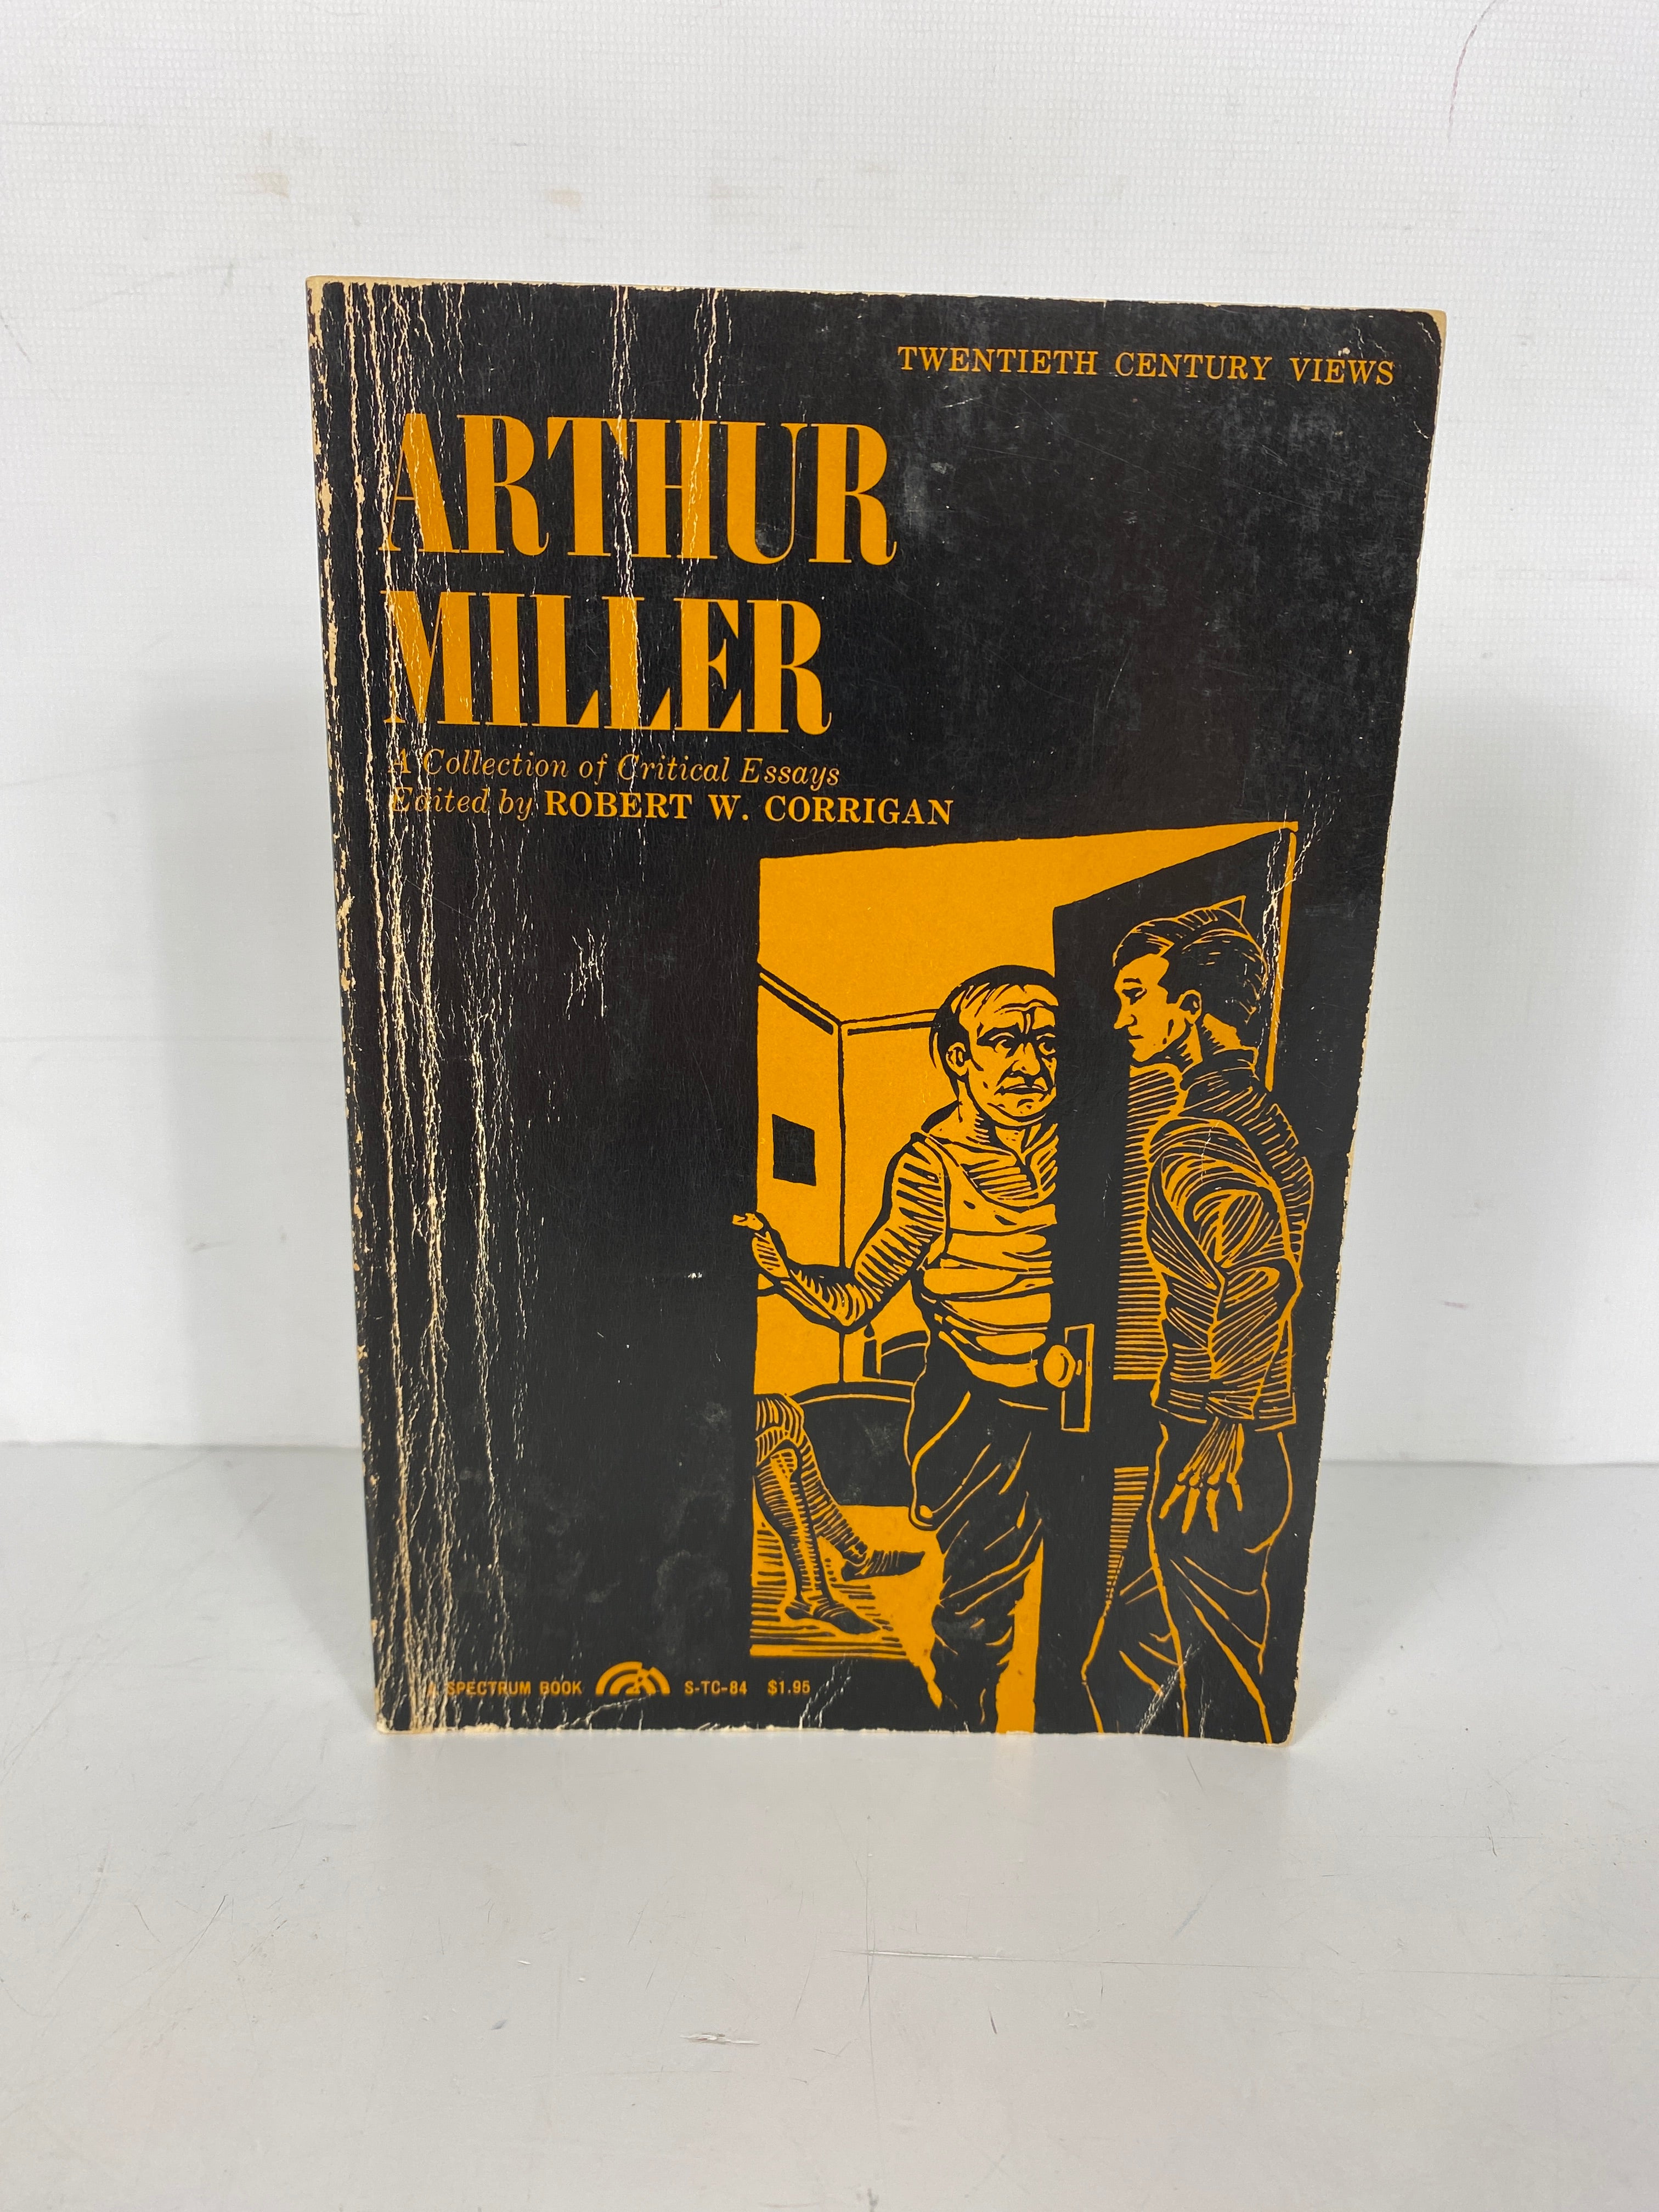 TWENTIETH CENTURY VIEWS
ARTHUR
MILLER
A Collection of Critical Essays
Edited by ROBERT W. CORRIGAN
A SPECTRUM BOOK S-TC-84 $1.95